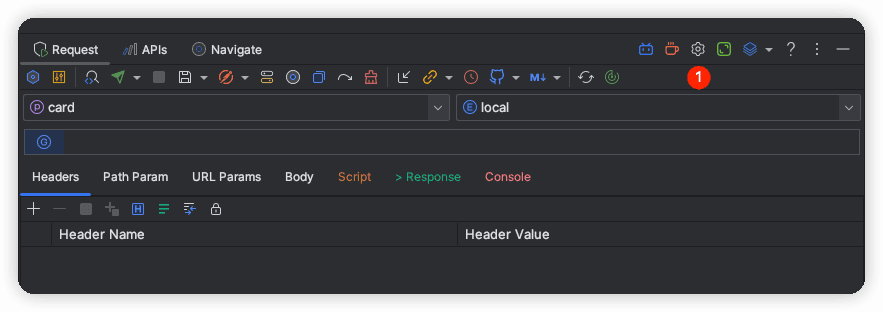 Request APIs Navigate
M↓ 1
P card E local
G
Headers Path Param URL Params Body Script > Response Console
H
Header Name Header Value